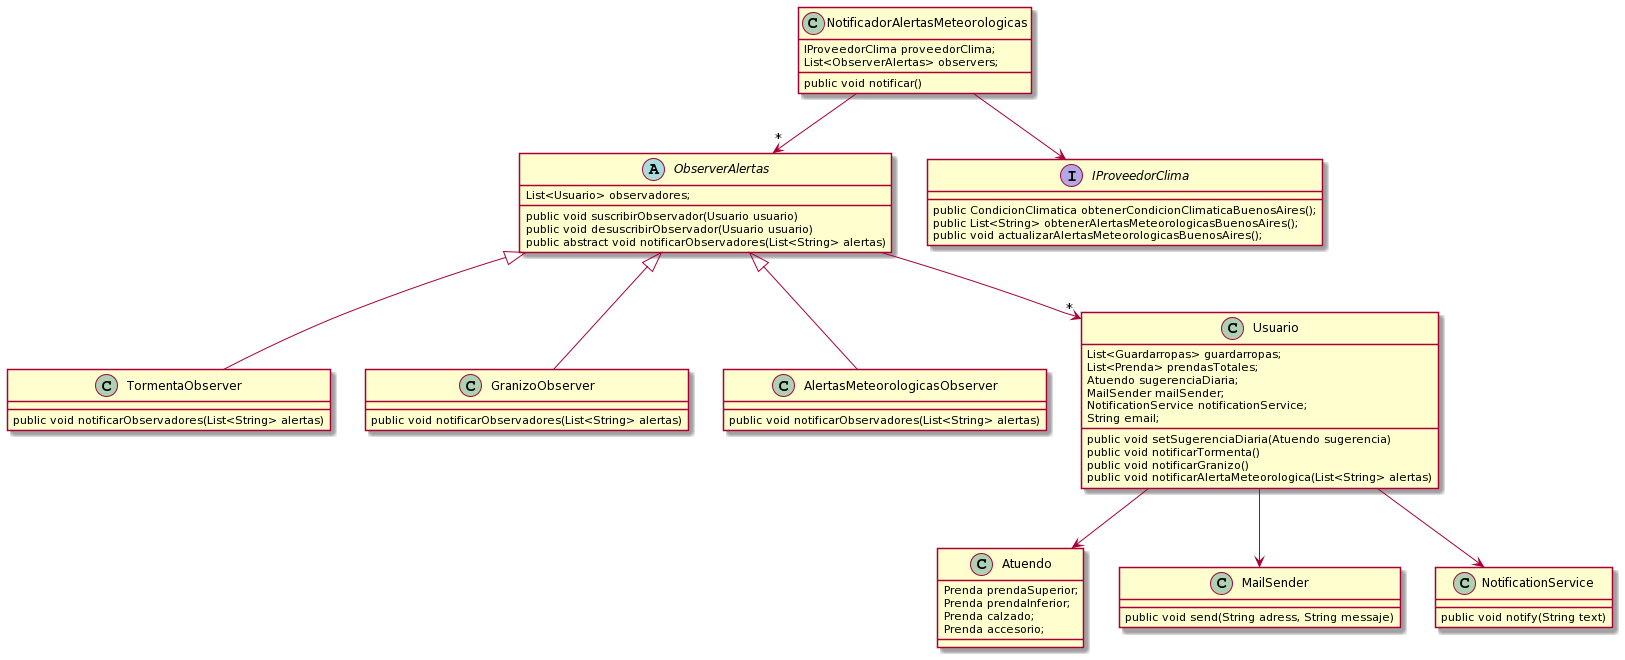 C NotificadorAlertasMeteorologicas
IProveedorClima proveedorClima;
List<ObserverAlertas> observers;
public void notificar()
*
A ObserverAlertas
List<Usuario> observadores;
public void suscribirObservador(Usuario usuario)
public void desuscribirObservador(Usuario usuario)
public abstract void notificarObservadores(List<String> alertas)
I IProveedorClima
public CondicionClimatica obtenerCondicionClimaticaBuenosAires();
public List<String> obtenerAlertasMeteorologicasBuenosAires();
public void actualizarAlertasMeteorologicasBuenosAires();
*
C TormentaObserver
public void notificarObservadores(List<String> alertas)
C GranizoObserver
public void notificarObservadores(List<String> alertas)
C AlertasMeteorologicasObserver
public void notificarObservadores(List<String> alertas)
C Usuario
List<Guardarropas> guardarropas;
List<Prenda> prendasTotales;
Atuendo sugerenciaDiaria;
MailSender mailSender;
NotificationService notificationService;
String email;
public void setSugerenciaDiaria(Atuendo sugerencia)
public void notificarTormenta()
public void notificarGranizo()
public void notificarAlertaMeteorologica(List<String> alertas)
C Atuendo
Prenda prendaSuperior;
Prenda prendaInferior;
Prenda calzado;
Prenda accesorio;
C MailSender
public void send(String adress, String messaje)
C NotificationService
public void notify(String text)